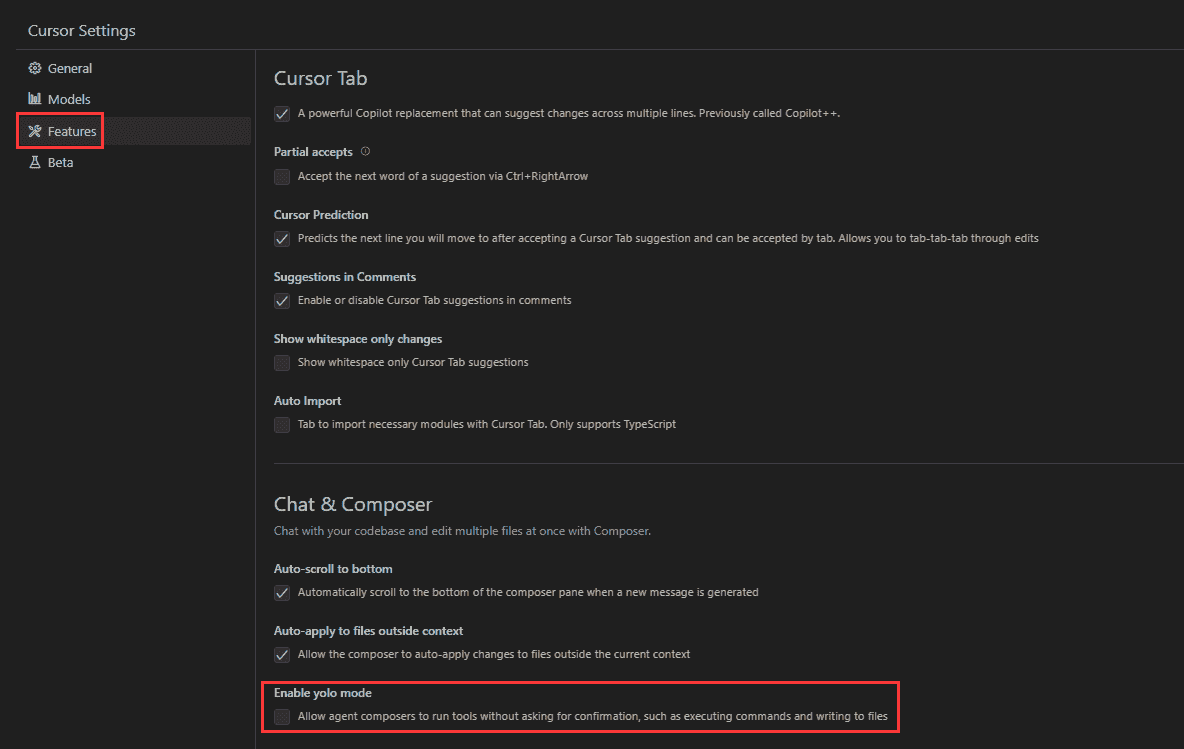 Cursor Settings
General
Models
Features
Beta
Cursor Tab
A powerful Copilot replacement that can suggest changes across multiple lines. Previously called Copilot++.
Partial accepts
Accept the next word of a suggestion via Ctrl+RightArrow
Cursor Prediction
Predicts the next line you will move to after accepting a Cursor Tab suggestion and can be accepted by tab. Allows you to tab-tab-tab through edits
Suggestions in Comments
Enable or disable Cursor Tab suggestions in comments
Show whitespace only changes
Show whitespace only Cursor Tab suggestions
Auto Import
Tab to import necessary modules with Cursor Tab. Only supports TypeScript
Chat & Composer
Chat with your codebase and edit multiple files at once with Composer.
Auto-scroll to bottom
Automatically scroll to the bottom of the composer pane when a new message is generated
Auto-apply to files outside context
Allow the composer to auto-apply changes to files outside the current context
Enable yolo mode
Allow agent composers to run tools without asking for confirmation, such as executing commands and writing to files